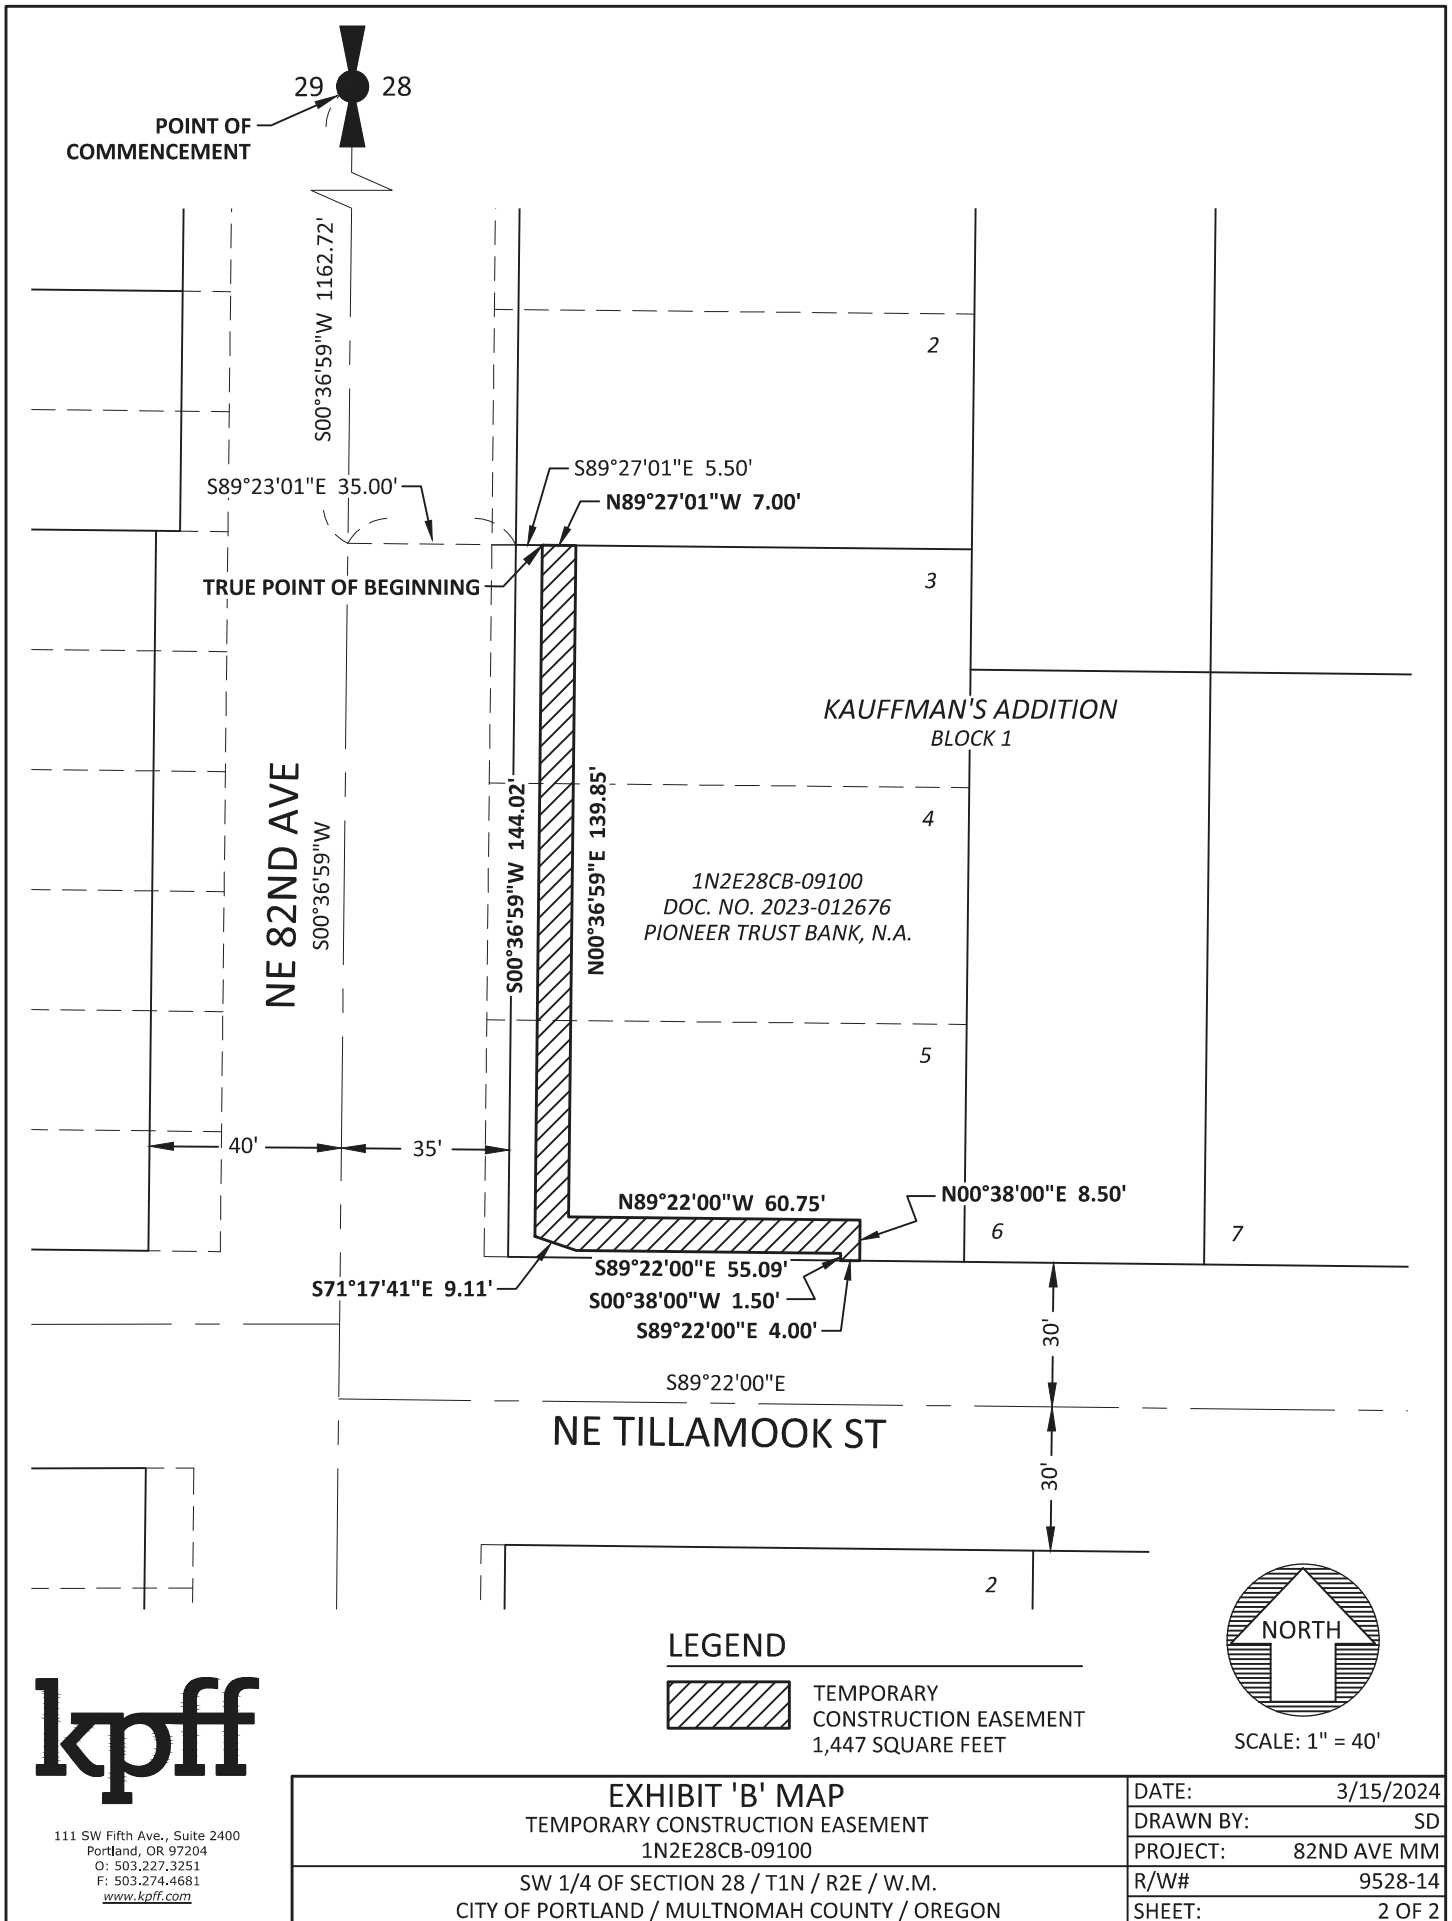 29 28
POINT OF
COMMENCEMENT
S00°36'59"W 1162.72'
2
S89°27'01"E 5.50'
S89°23'01"E 35.00'
N89°27'01"W 7.00'
TRUE POINT OF BEGINNING
3
KAUFFMAN'S ADDITION
BLOCK 1
NE 82ND AVE
S00°36'59"W
S00°36'59"W 144.02'
N00°36'59"E 139.85'
4
1N2E28CB-09100
DOC. NO. 2023-012676
PIONEER TRUST BANK, N.A.
5
40'
35'
N89°22'00"W 60.75'
N00°38'00"E 8.50'
6
7
S89°22'00"E 55.09'
S71°17'41"E 9.11'
S00°38'00"W 1.50'
S89°22'00"E 4.00'
30'
S89°22'00"E
NE TILLAMOOK ST
30'
2
LEGEND
TEMPORARY
CONSTRUCTION EASEMENT
1,447 SQUARE FEET
NORTH
SCALE: 1" = 40'
kpff
111 SW Fifth Ave., Suite 2400
Portland, OR 97204
O: 503.227.3251
F: 503.274.4681
www.kpff.com
EXHIBIT 'B' MAP
TEMPORARY CONSTRUCTION EASEMENT
1N2E28CB-09100
SW 1/4 OF SECTION 28 / T1N / R2E / W.M.
CITY OF PORTLAND / MULTNOMAH COUNTY / OREGON
DATE: 3/15/2024
DRAWN BY: SD
PROJECT: 82ND AVE MM
R/W# 9528-14
SHEET: 2 OF 2